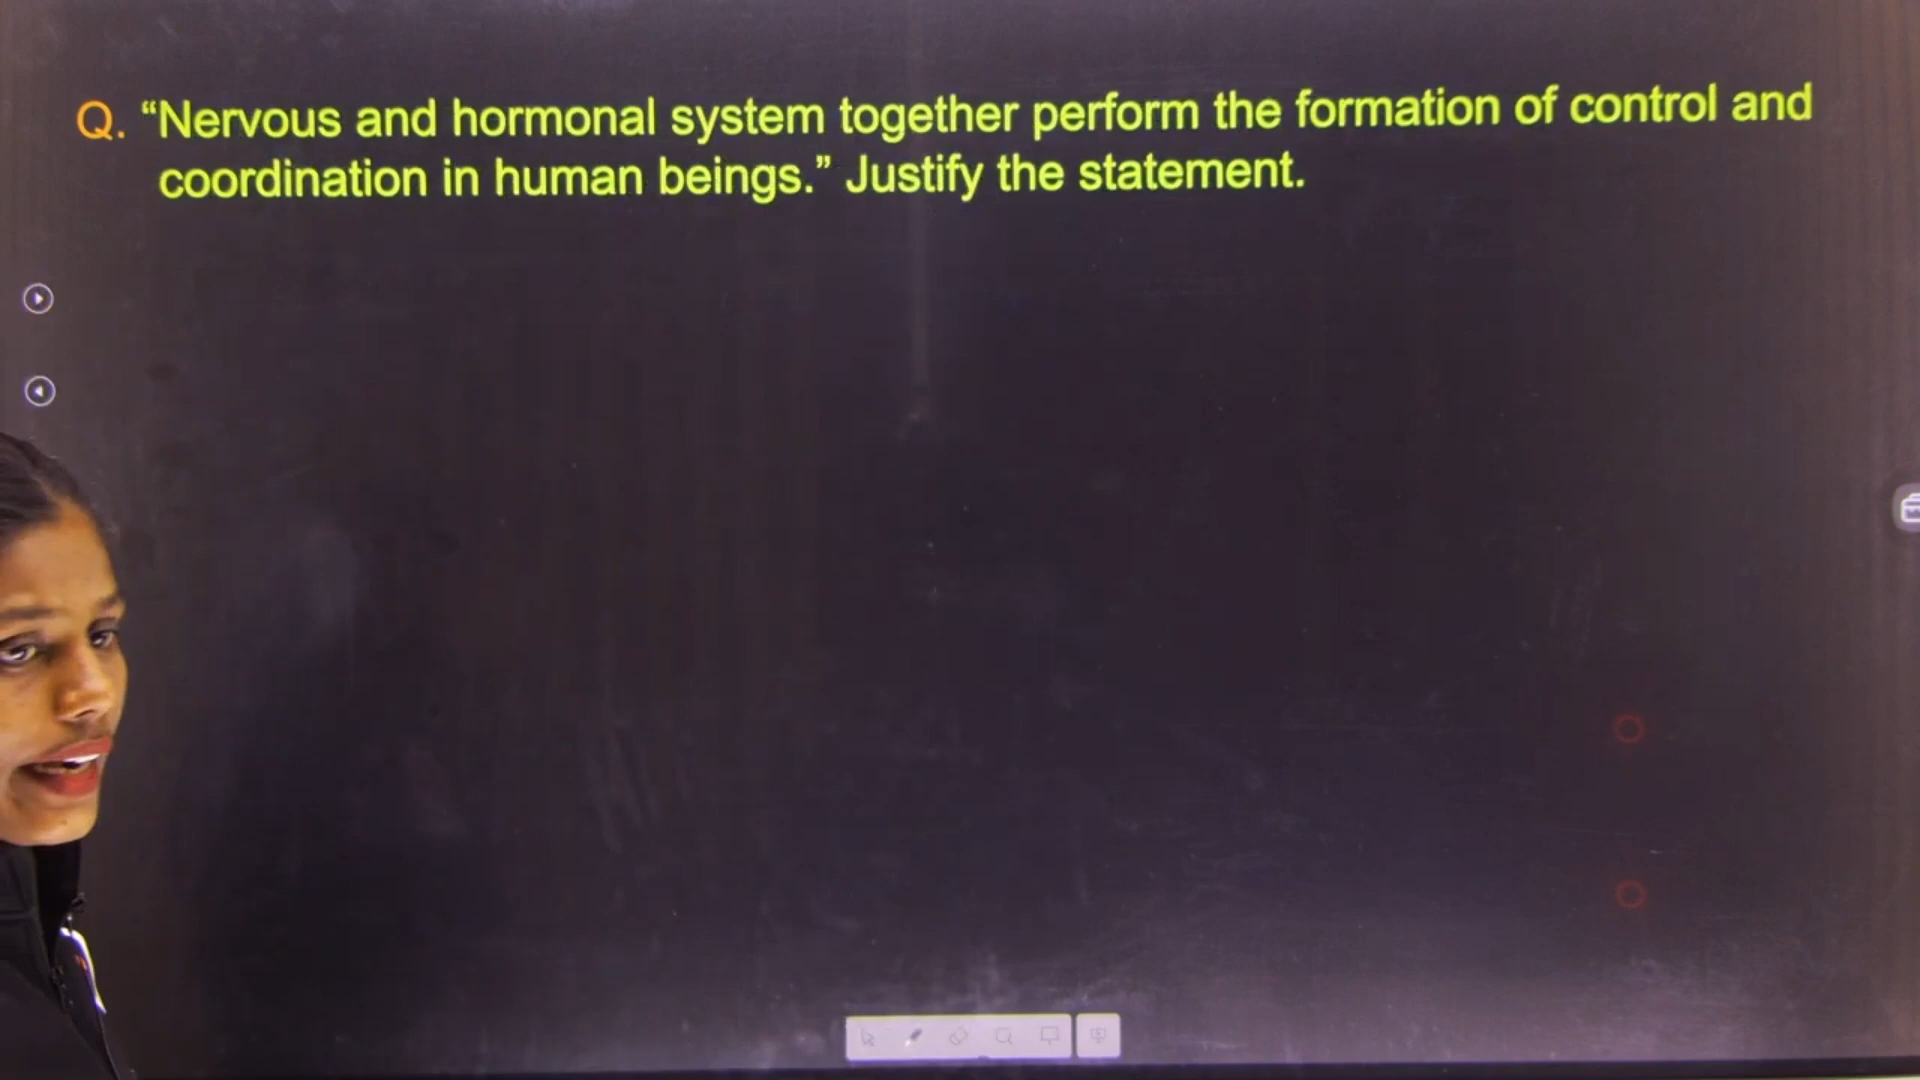 Q. “Nervous and hormonal system together perform the formation of control and
coordination in human beings.” Justify the statement.